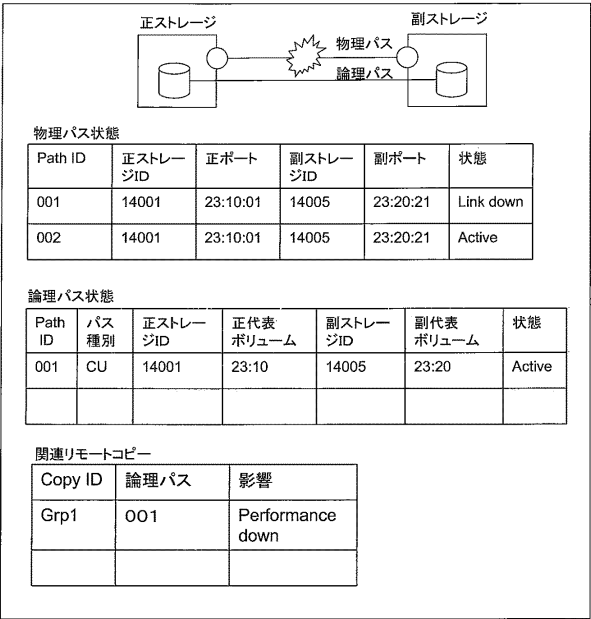 正ストレージ
副ストレージ
物理パス
論理パス
物理パス状態
Path ID 正ストレージID 正ポート 副ストレージID 副ポート 状態
001 14001 23:10:01 14005 23:20:21 Link down
002 14001 23:10:01 14005 23:20:21 Active
論理パス状態
Path ID パス種別 正ストレージID 正代表ボリューム 副ストレージID 副代表ボリューム 状態
001 CU 14001 23:10 14005 23:20 Active
関連リモートコピー
Copy ID 論理パス 影響
Grp1 001 Performance down